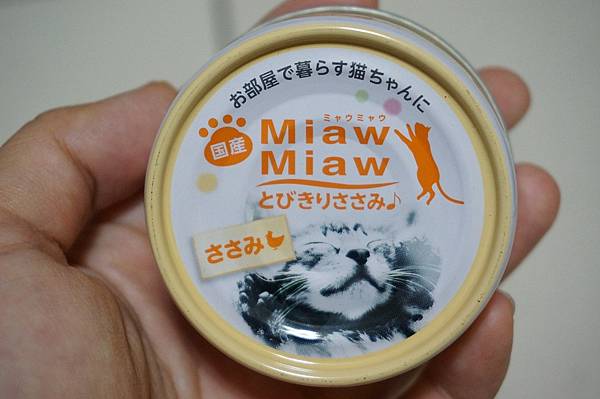 お部屋で暮らす猫ちゃんに
国産
ミャウミャウ
Miaw
Miaw
とびきりささみ♪
ささみ